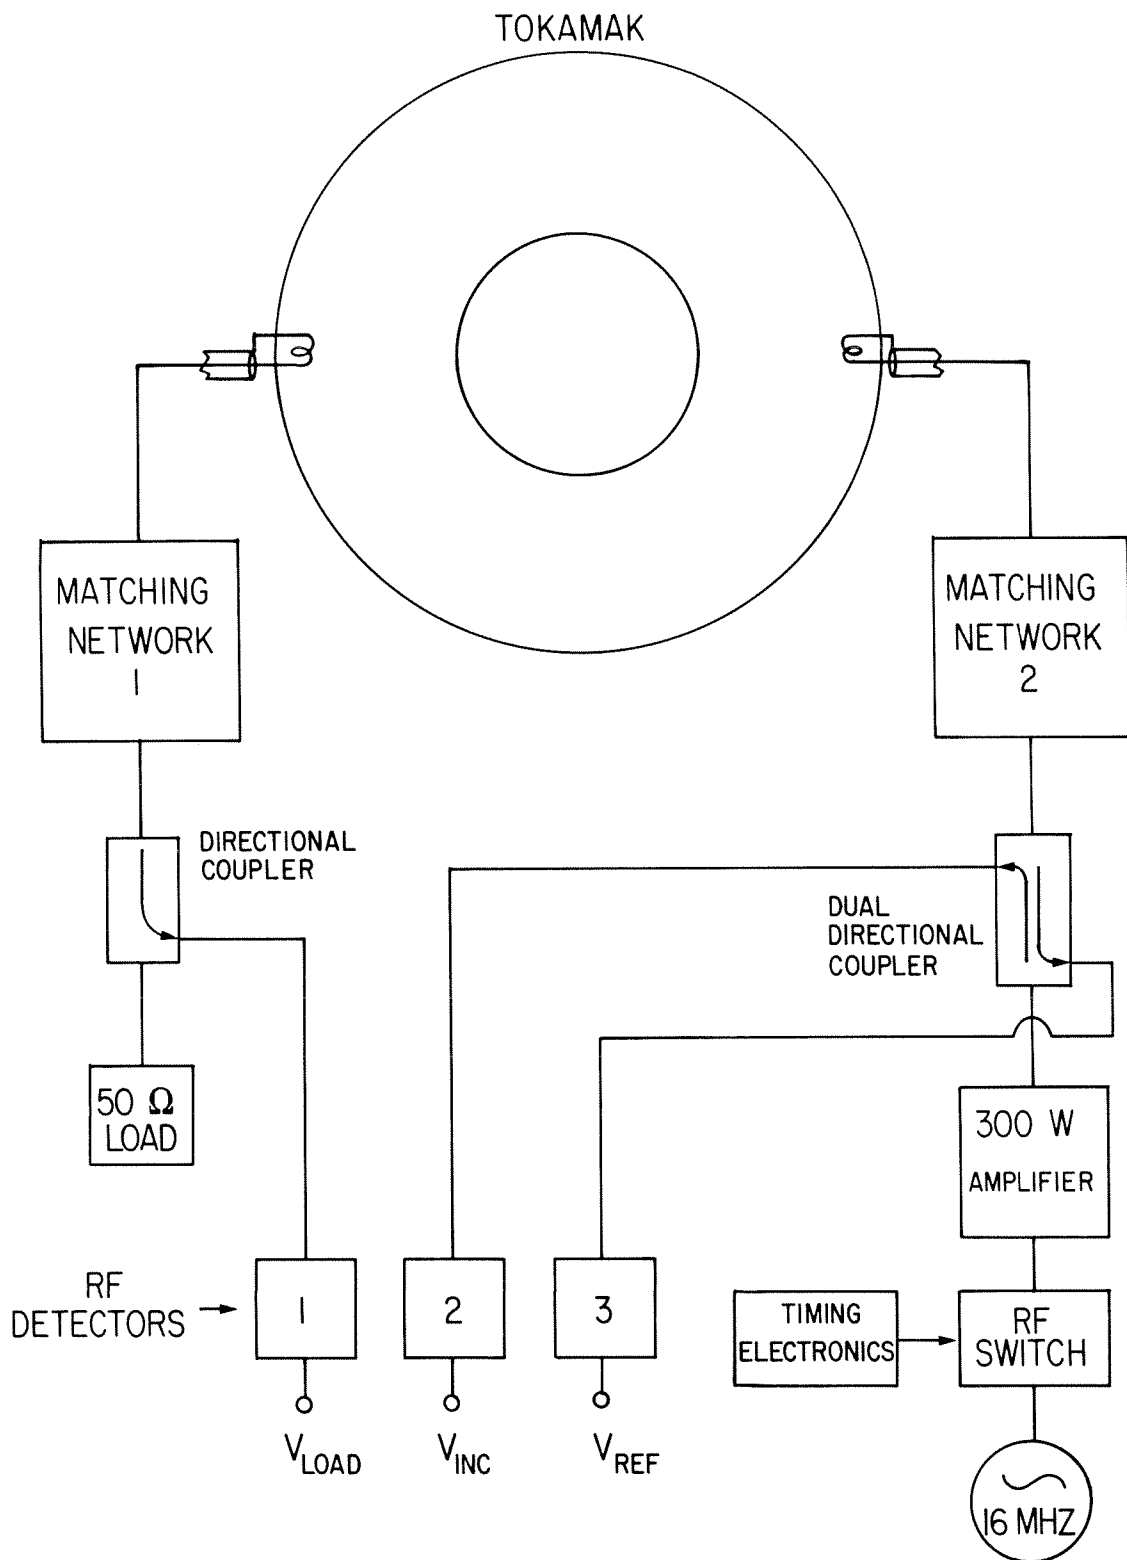 TOKAMAK
MATCHING
NETWORK
1
MATCHING
NETWORK
2
DIRECTIONAL
COUPLER
DUAL
DIRECTIONAL
COUPLER
50 Ω
LOAD
300 W
AMPLIFIER
RF
DETECTORS
1
2
3
TIMING
ELECTRONICS
RF
SWITCH
V_LOAD
V_INC
V_REF
16 MHZ